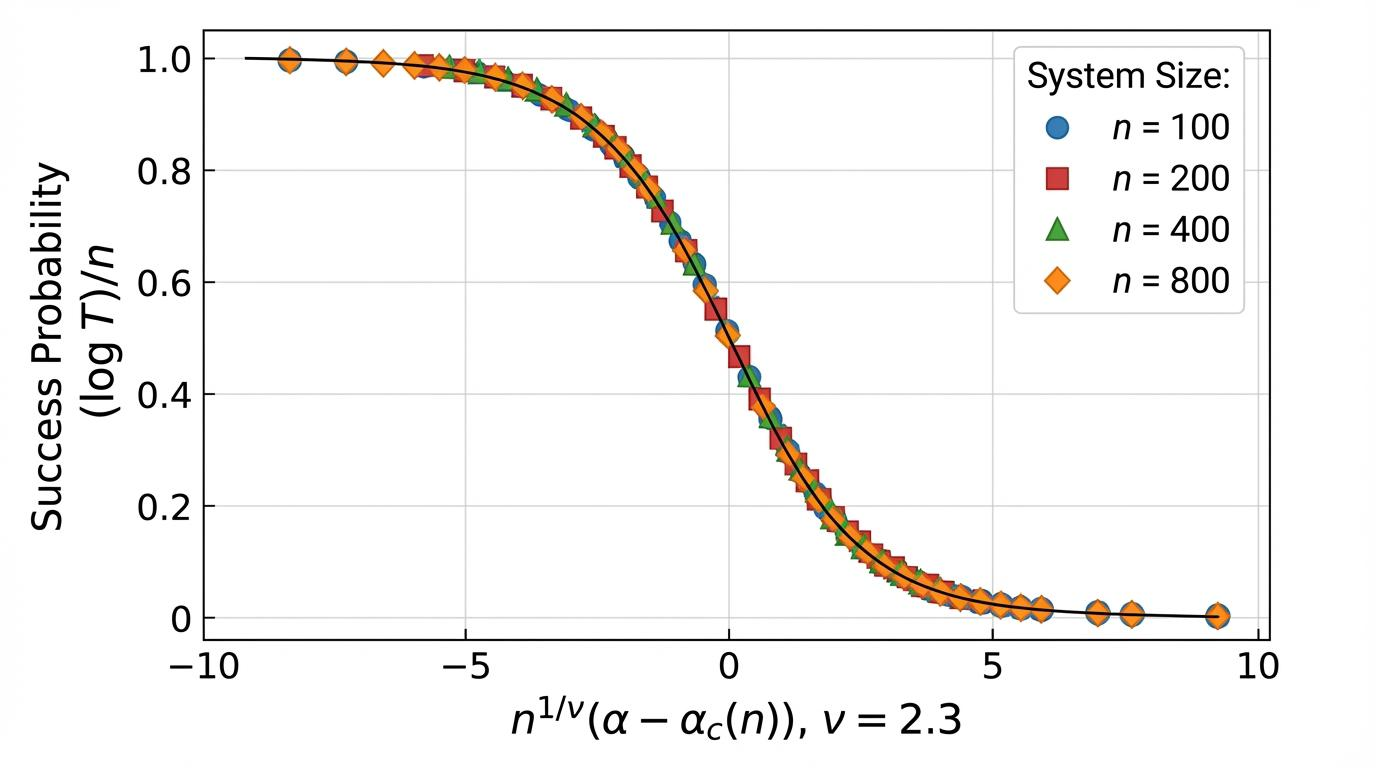 Success Probability
(log T)/n
1.0
0.8
0.6
0.4
0.2
0
−10
−5
0
5
10
n^{1/ν}(α − α_c(n)), ν = 2.3
System Size:
n = 100
n = 200
n = 400
n = 800